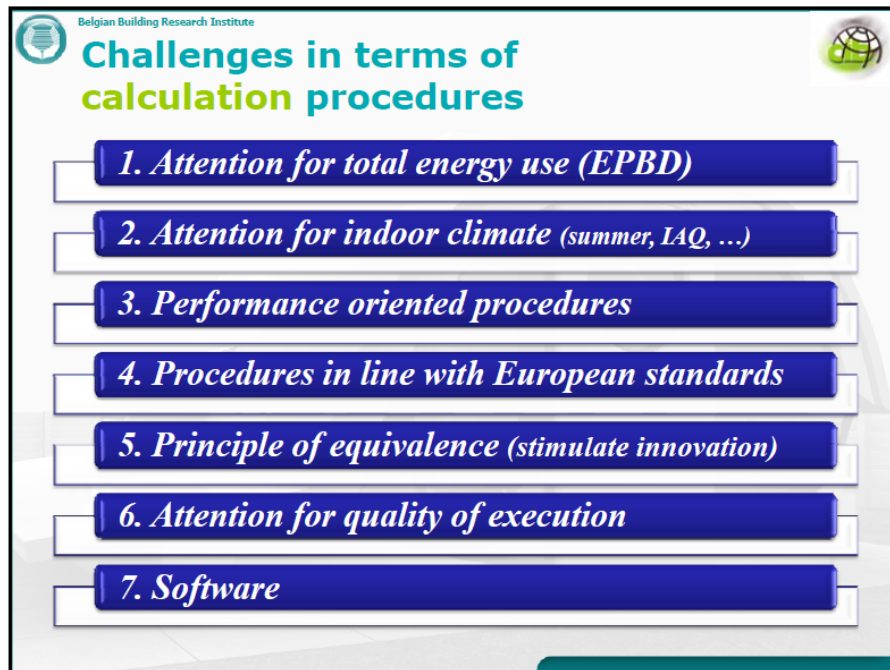 Belgian Building Research Institute
Challenges in terms of
calculation procedures
1. Attention for total energy use (EPBD)
2. Attention for indoor climate (summer, IAQ, ...)
3. Performance oriented procedures
4. Procedures in line with European standards
5. Principle of equivalence (stimulate innovation)
6. Attention for quality of execution
7. Software